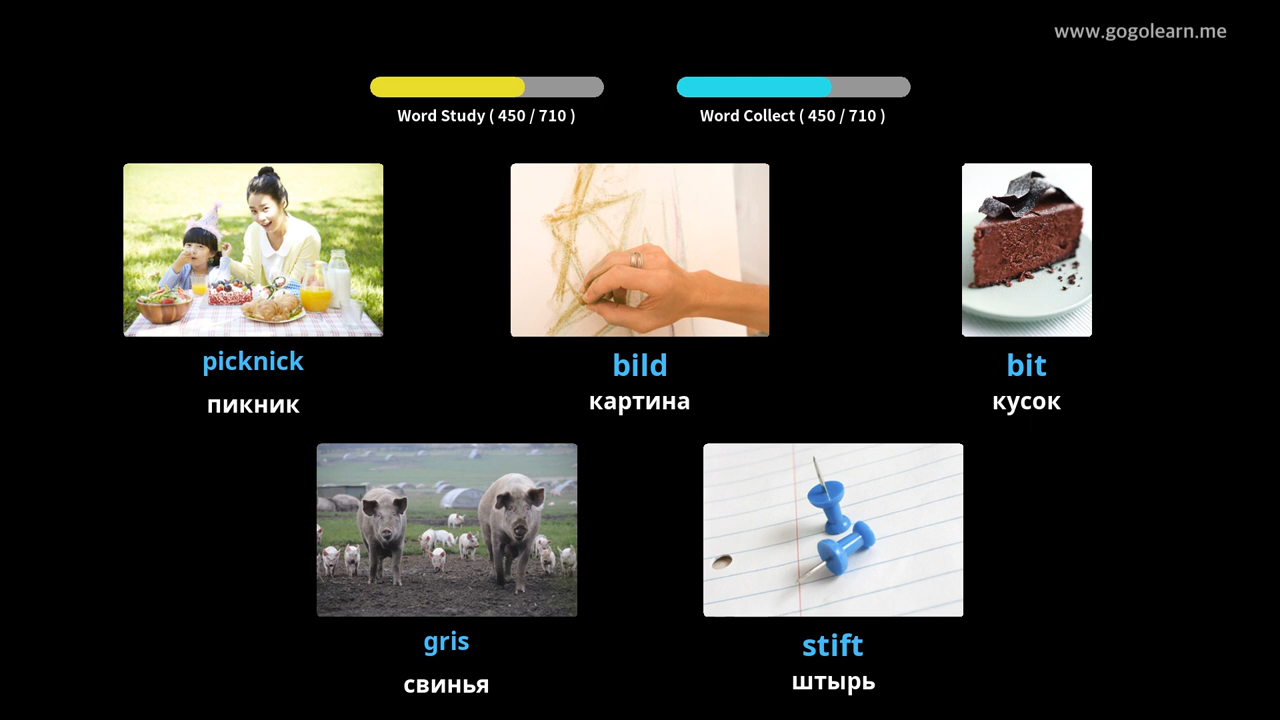 www.gogolearn.me
Word Study ( 450 / 710 )
Word Collect ( 450 / 710 )
picknick
пикник
bild
картина
bit
кусок
gris
свинья
stift
штырь